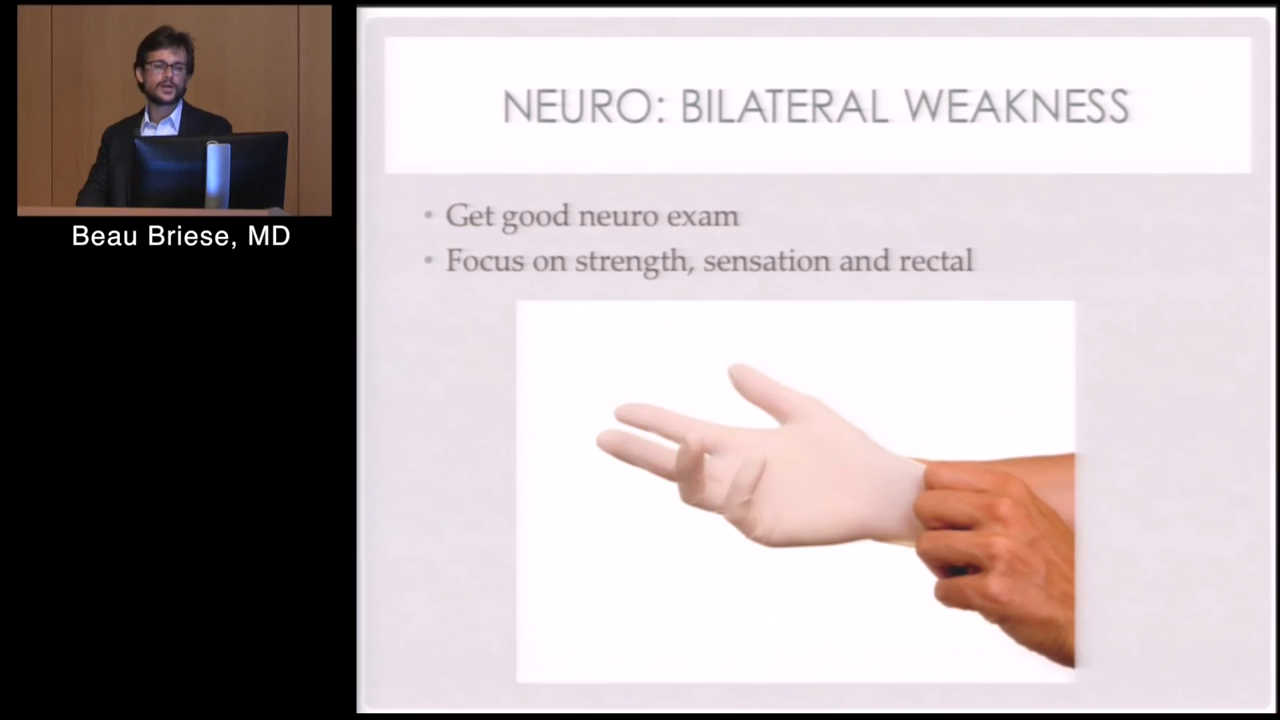 NEURO: BILATERAL WEAKNESS
• Get good neuro exam
• Focus on strength, sensation and rectal
Beau Briese, MD